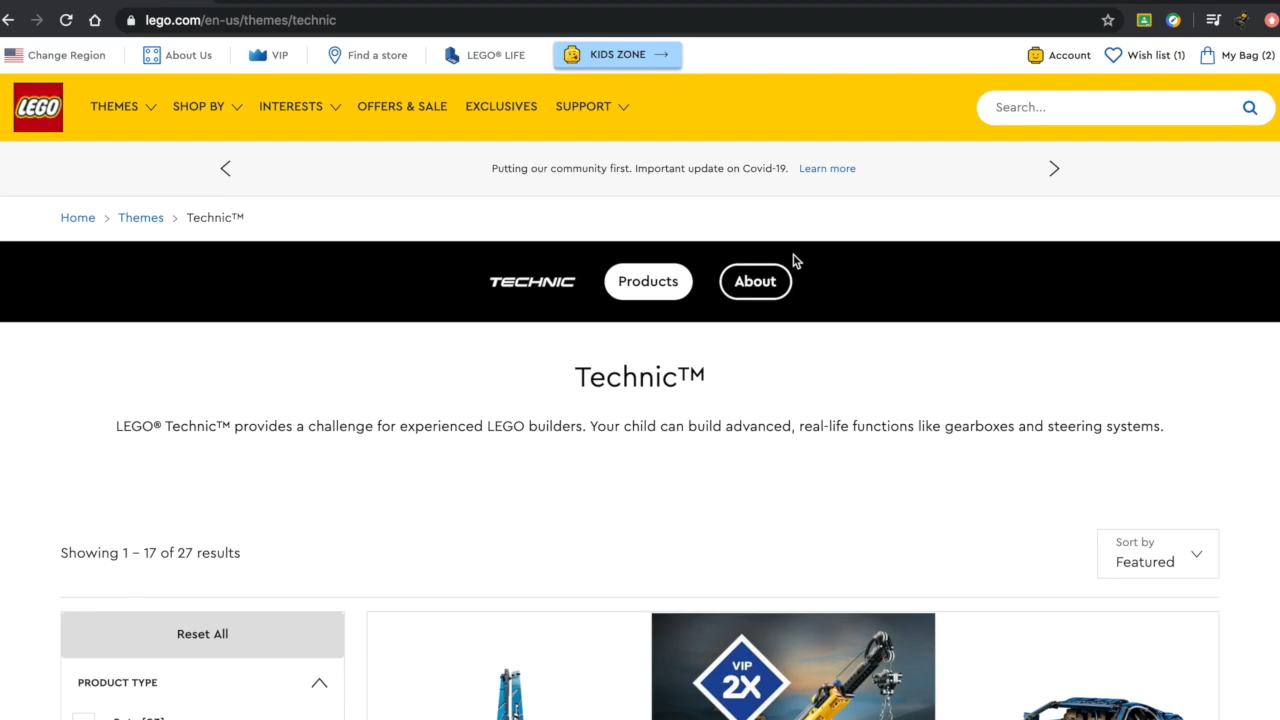 lego.com/en-us/themes/technic
Change Region
About Us
VIP
Find a store
LEGO® LIFE
KIDS ZONE
Account
Wish list (1)
My Bag (2)
LEGO
THEMES
SHOP BY
INTERESTS
OFFERS & SALE
EXCLUSIVES
SUPPORT
Search...
Putting our community first. Important update on Covid-19. Learn more
Home > Themes > Technic™
TECHNIC
Products
About
Technic™
LEGO® Technic™ provides a challenge for experienced LEGO builders. Your child can build advanced, real-life functions like gearboxes and steering systems.
Showing 1 - 17 of 27 results
Sort by
Featured
Reset All
PRODUCT TYPE
VIP
2X